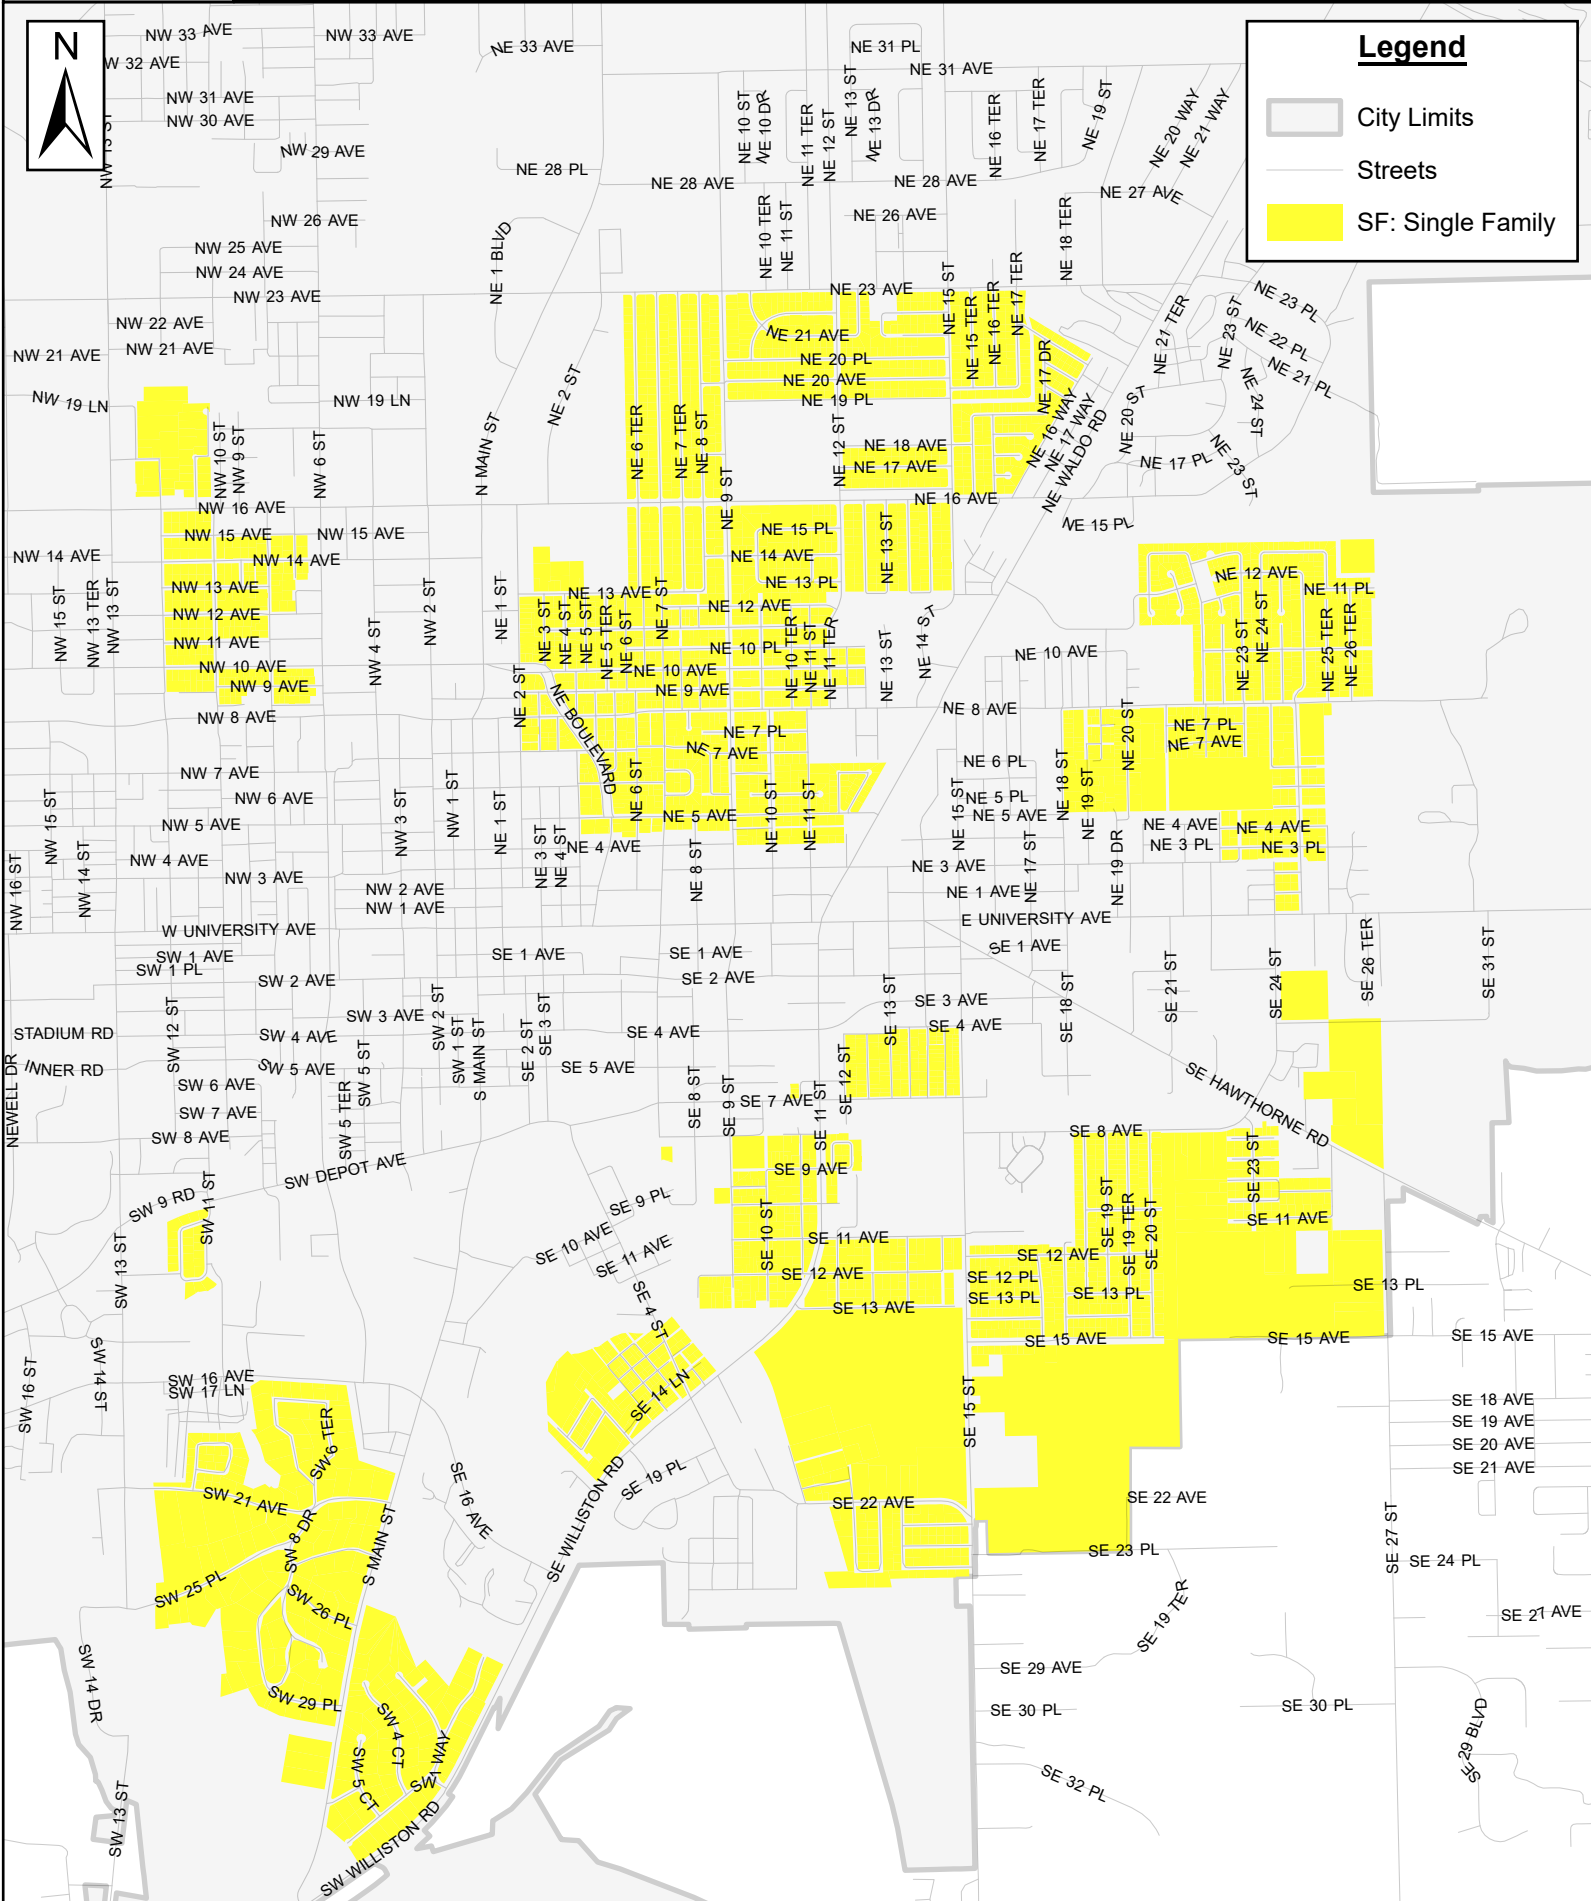 N
Legend
City Limits
Streets
SF: Single Family
NW 33 AVE
NW 33 AVE
NE 33 AVE
NE 31 PL
W 32 AVE
NE 31 AVE
NW 31 AVE
NW 30 AVE
NW 29 AVE
NE 28 PL
NE 28 AVE
NE 28 AVE
NE 10 ST
NE 10 DR
NE 11 TER
NE 12 ST
NE 13 ST
NE 13 DR
NE 16 TER
NE 17 TER
NE 19 ST
NE 20 WAY
NE 21 WAY
NE 27 AVE
NW 13 ST
NW 26 AVE
NE 26 AVE
NW 25 AVE
NW 24 AVE
NW 23 AVE
NE 1 BLVD
NE 10 TER
NE 11 ST
NE 18 TER
NE 23 AVE
NE 15 ST
NE 15 TER
NE 16 TER
NE 17 TER
NE 23 PL
NE 22 PL
NE 21 PL
NE 21 TER
NE 23 ST
NE 24 ST
NW 22 AVE
NW 21 AVE
NW 21 AVE
NE 21 AVE
NE 20 PL
NE 20 AVE
NE 19 PL
NE 17 DR
NE 2 ST
NW 19 LN
NW 19 LN
NE 16 WAY
NE 17 WAY
NE WALDO RD
NE 20 ST
NW 10 ST
NW 9 ST
NW 6 ST
N MAIN ST
NE 6 TER
NE 7 TER
NE 8 ST
NE 9 ST
NE 12 ST
NE 18 AVE
NE 17 AVE
NE 17 PL
NE 23 ST
NW 16 AVE
NE 16 AVE
NW 15 AVE
NW 15 AVE
NE 15 PL
NE 15 PL
NW 14 AVE
NW 14 AVE
NE 14 AVE
NE 13 ST
NE 12 AVE
NW 15 ST
NW 13 TER
NW 13 ST
NW 13 AVE
NE 13 AVE
NE 13 PL
NE 11 PL
NW 12 AVE
NE 12 AVE
NW 2 ST
NE 1 ST
NE 3 ST
NE 4 ST
NE 5 ST
NE 5 TER
NE 6 ST
NE 7 ST
NW 11 AVE
NE 10 PL
NE 10 TER
NE 11 ST
NE 11 TER
NE 13 ST
NE 14 ST
NE 10 AVE
NE 23 ST
NE 24 ST
NE 25 TER
NE 26 TER
NW 4 ST
NW 10 AVE
NE 10 AVE
NW 9 AVE
NE 9 AVE
NE 2 ST
NW 8 AVE
NE BOULEVARD
NE 8 AVE
NE 7 PL
NE 7 AVE
NE 20 ST
NE 7 PL
NE 7 AVE
NW 7 AVE
NE 6 PL
NW 6 AVE
NE 5 PL
NW 15 ST
NW 5 AVE
NW 3 ST
NW 1 ST
NE 1 ST
NE 6 ST
NE 5 AVE
NE 10 ST
NE 11 ST
NE 15 ST
NE 5 AVE
NE 18 ST
NE 19 ST
NE 4 AVE
NE 4 AVE
NE 3 PL
NE 3 PL
NW 16 ST
NW 14 ST
NW 4 AVE
NE 3 ST
NE 4 ST
NE 4 AVE
NE 8 ST
NE 3 AVE
NE 17 ST
NE 19 DR
NW 3 AVE
NW 2 AVE
NE 1 AVE
NW 1 AVE
E UNIVERSITY AVE
W UNIVERSITY AVE
SW 1 AVE
SE 1 AVE
SE 1 AVE
SE 1 AVE
SW 1 PL
SW 2 AVE
SE 2 AVE
SE 13 ST
SE 18 ST
SE 21 ST
SE 24 ST
SE 26 TER
SE 31 ST
SE 3 AVE
SW 3 AVE
SW 12 ST
SW 2 ST
SW 1 ST
S MAIN ST
SE 2 ST
SE 3 ST
STADIUM RD
SW 4 AVE
SE 4 AVE
SE 4 AVE
INNER RD
SW 5 AVE
SW 5 ST
SE 5 AVE
NEWELL DR
SW 6 AVE
SE 8 ST
SE 9 ST
SE 7 AVE
SE 11 ST
SE 12 ST
SE HAWTHORNE RD
SW 7 AVE
SW 5 TER
SW 8 AVE
SE 8 AVE
SW DEPOT AVE
SE 9 AVE
SE 23 ST
SW 9 RD
SW 11 ST
SE 9 PL
SE 10 ST
SE 19 ST
SE 19 TER
SE 20 ST
SE 11 AVE
SE 10 AVE
SE 11 AVE
SE 11 AVE
SE 12 AVE
SW 13 ST
SE 12 AVE
SE 12 PL
SE 13 PL
SE 13 PL
SE 13 PL
SE 4 ST
SE 13 AVE
SE 15 AVE
SE 15 AVE
SE 15 AVE
SW 16 ST
SW 14 ST
SW 16 AVE
SW 17 LN
SE 14 LN
SE 15 ST
SE 18 AVE
SE 19 AVE
SE 20 AVE
SE 21 AVE
SW 6 TER
SE 16 AVE
SE 19 PL
SW 21 AVE
SE 22 AVE
SE 22 AVE
SW 8 DR
S MAIN ST
SE WILLISTON RD
SE 27 ST
SE 23 PL
SE 24 PL
SW 25 PL
SW 26 PL
SE 19 TER
SE 27 AVE
SW 14 DR
SE 29 AVE
SW 29 PL
SE 30 PL
SE 30 PL
SW 4 CT
SW 5 CT
SW 1 WAY
SE 29 BLVD
SE 32 PL
SW 13 ST
SW WILLISTON RD